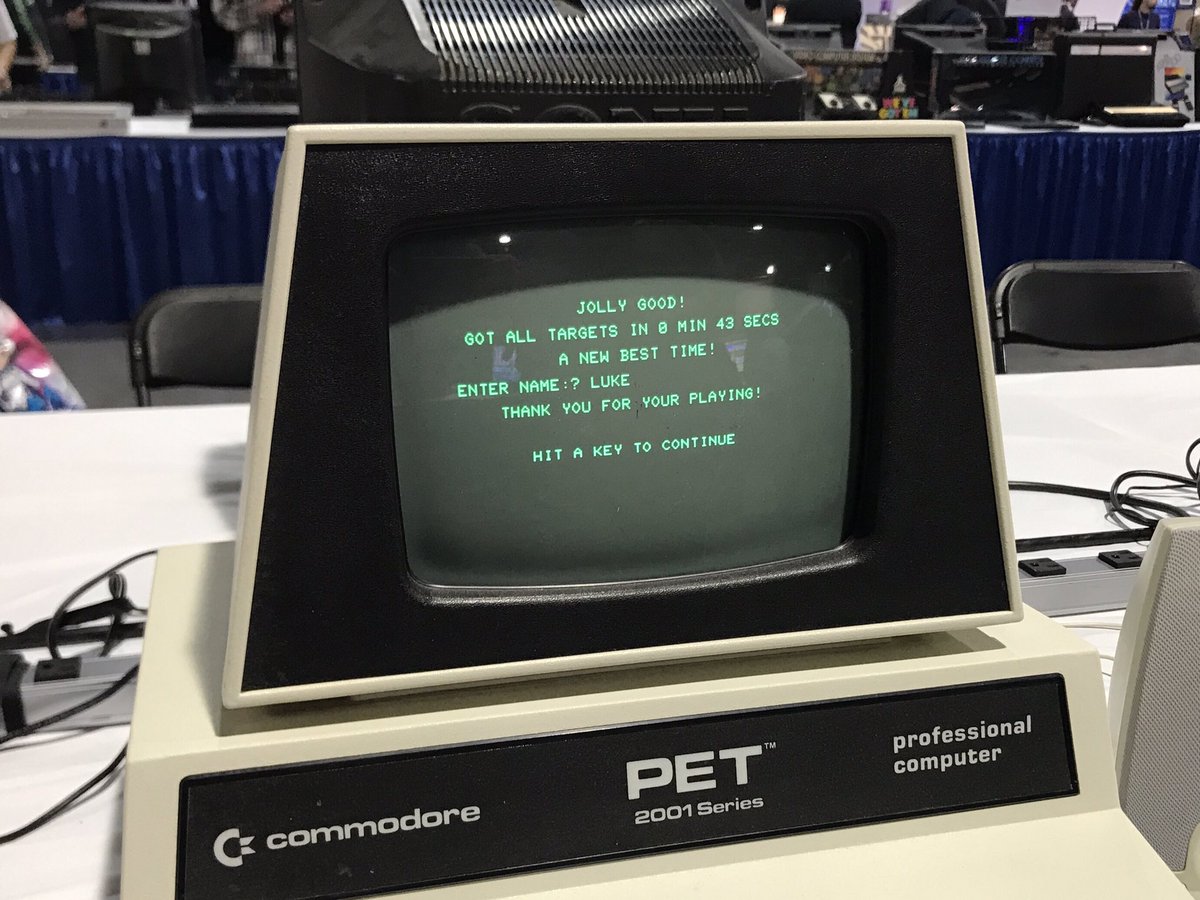 JOLLY GOOD!
GOT ALL TARGETS IN 0 MIN 43 SECS
A NEW BEST TIME!
ENTER NAME:? LUKE
THANK YOU FOR YOUR PLAYING!
HIT A KEY TO CONTINUE
commodore
PET™
2001 Series
professional
computer